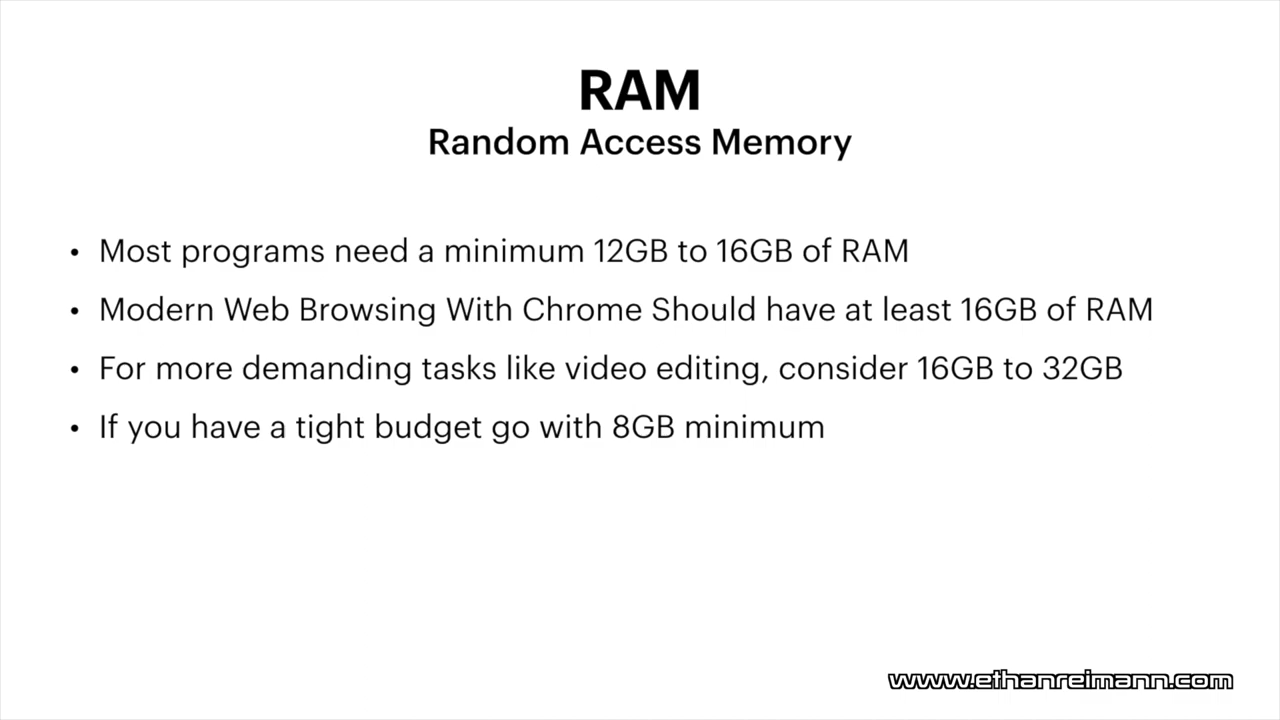 RAM
Random Access Memory
• Most programs need a minimum 12GB to 16GB of RAM
• Modern Web Browsing With Chrome Should have at least 16GB of RAM
• For more demanding tasks like video editing, consider 16GB to 32GB
• If you have a tight budget go with 8GB minimum
www.ethanreimann.com